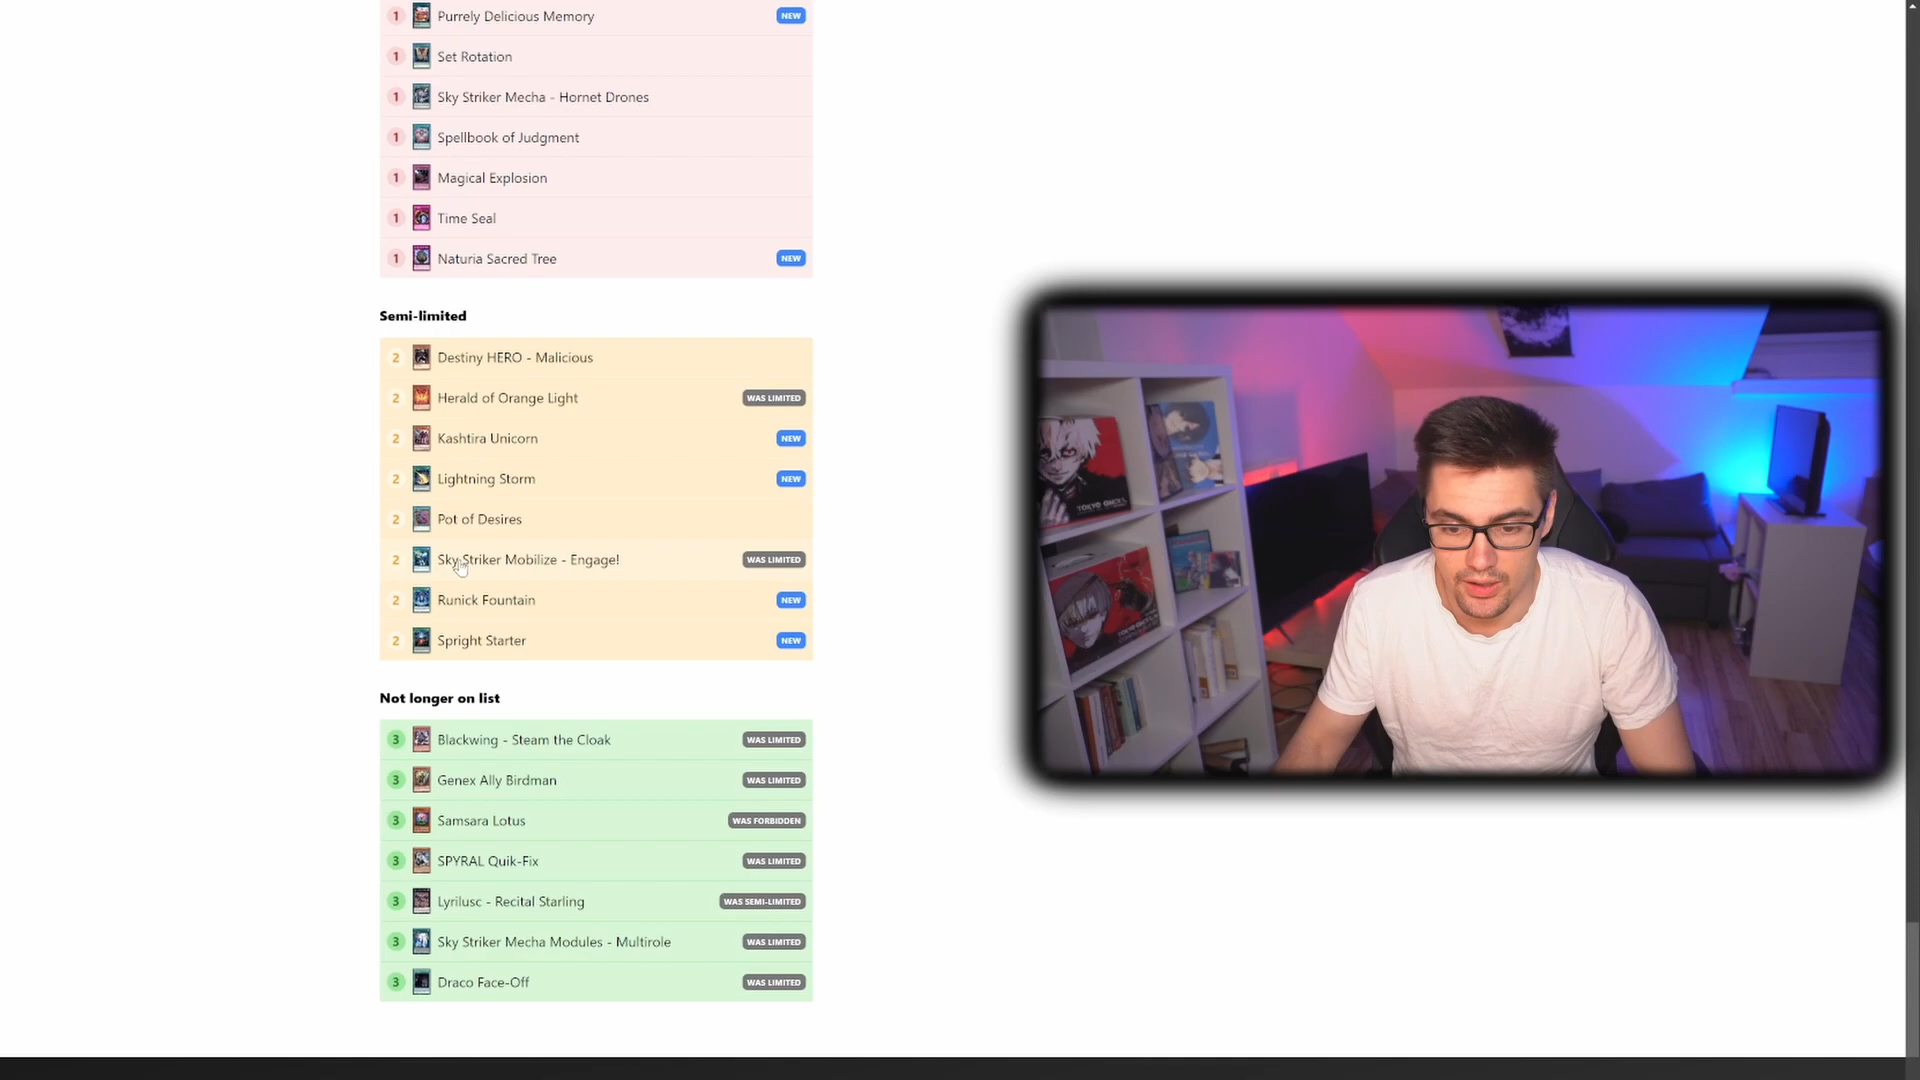 1 Purrely Delicious Memory NEW
1 Set Rotation
1 Sky Striker Mecha - Hornet Drones
1 Spellbook of Judgment
1 Magical Explosion
1 Time Seal
1 Naturia Sacred Tree NEW
Semi-limited
2 Destiny HERO - Malicious
2 Herald of Orange Light WAS LIMITED
2 Kashtira Unicorn NEW
2 Lightning Storm NEW
2 Pot of Desires
2 Sky Striker Mobilize - Engage! WAS LIMITED
2 Runick Fountain NEW
2 Spright Starter NEW
Not longer on list
3 Blackwing - Steam the Cloak WAS LIMITED
3 Genex Ally Birdman WAS LIMITED
3 Samsara Lotus WAS FORBIDDEN
3 SPYRAL Quik-Fix WAS LIMITED
3 Lyrilusc - Recital Starling WAS SEMI-LIMITED
3 Sky Striker Mecha Modules - Multirole WAS LIMITED
3 Draco Face-Off WAS LIMITED
TOKYO GHOUL